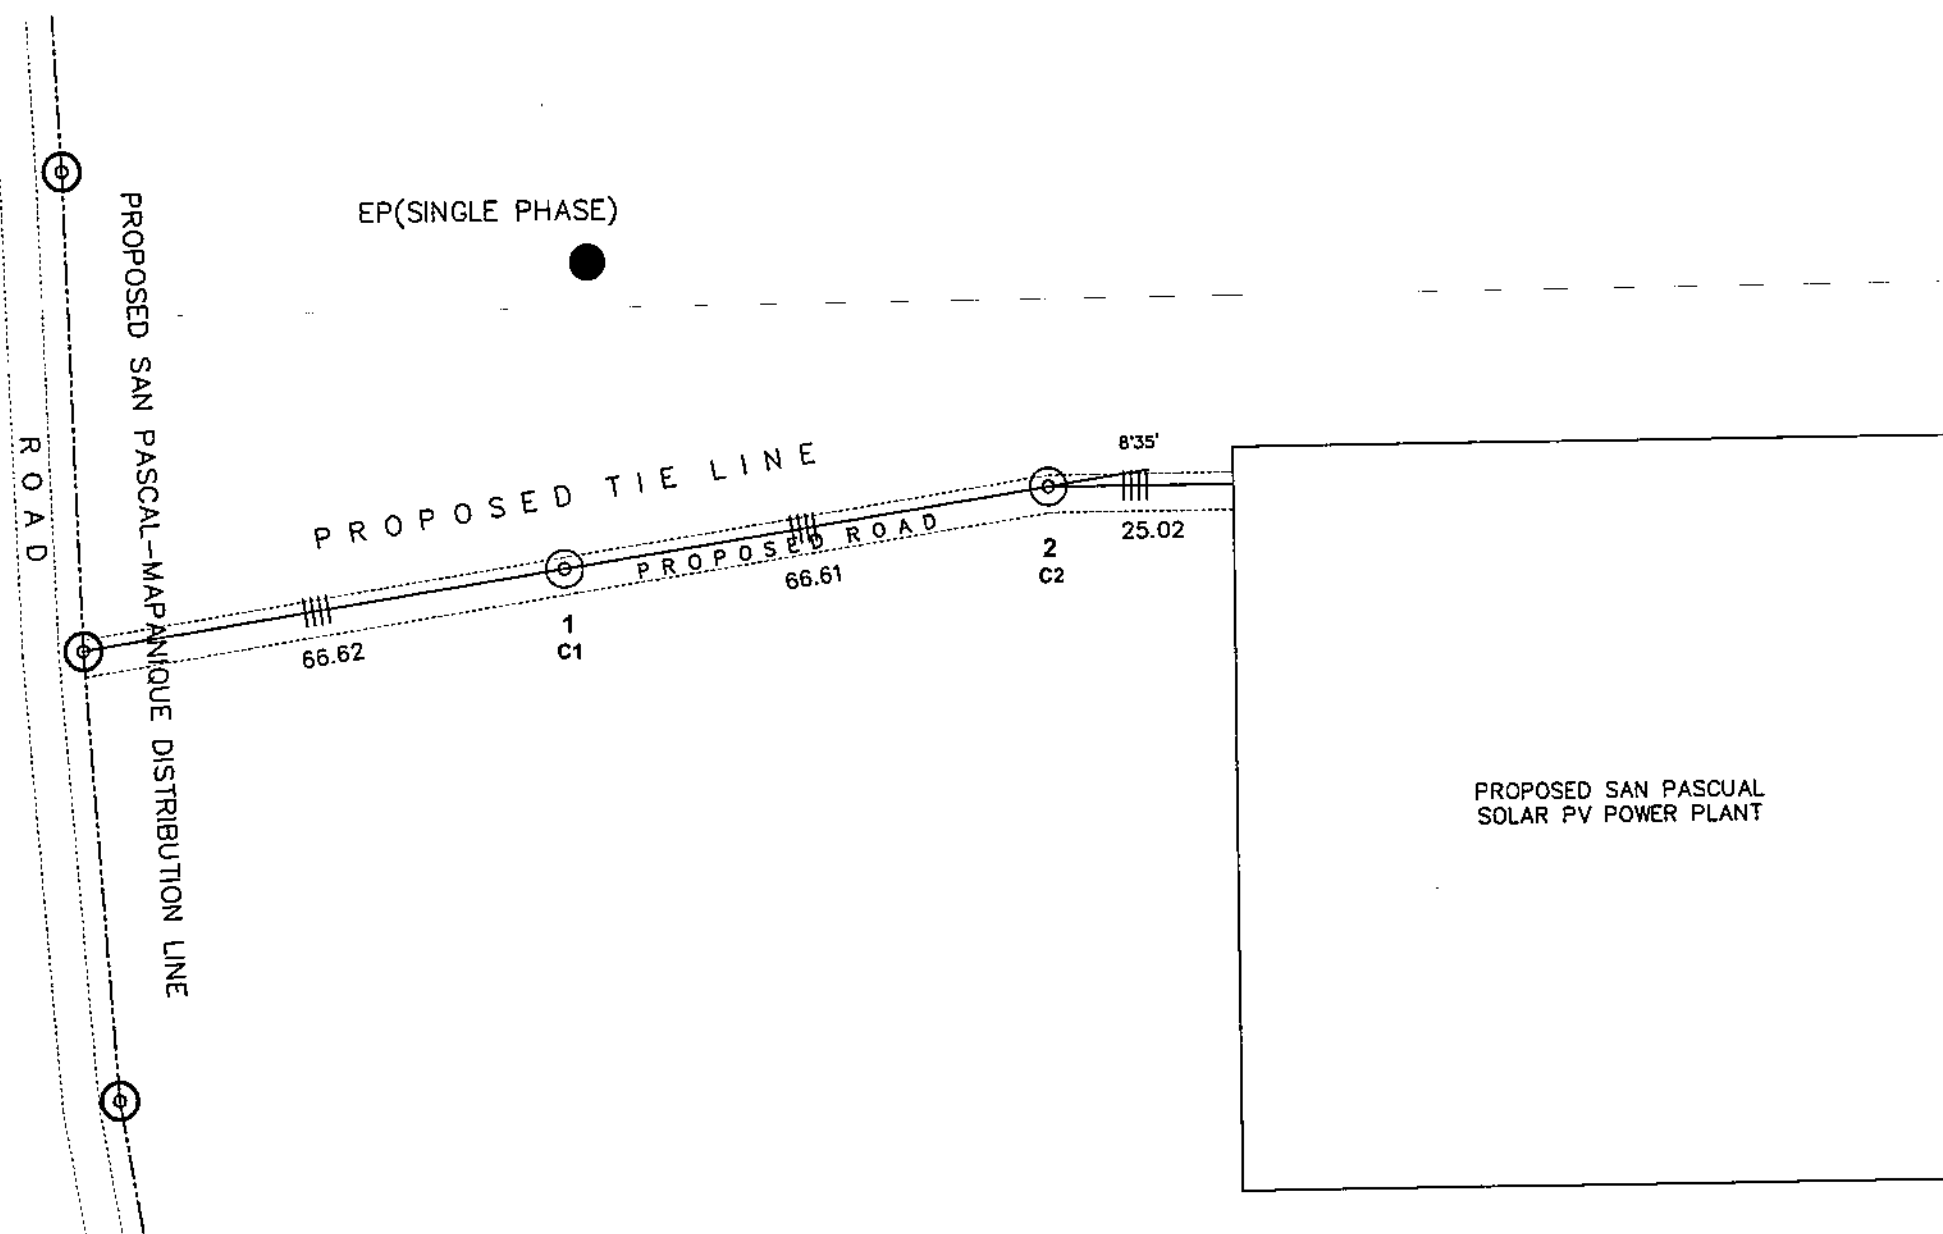 EP(SINGLE PHASE)
PROPOSED SAN PASCAL-MAPANIQUE DISTRIBUTION LINE
ROAD
PROPOSED TIE LINE
8°35'
PROPOSED ROAD
25.02
2
C2
66.61
1
C1
66.62
PROPOSED SAN PASCUAL
SOLAR PV POWER PLANT